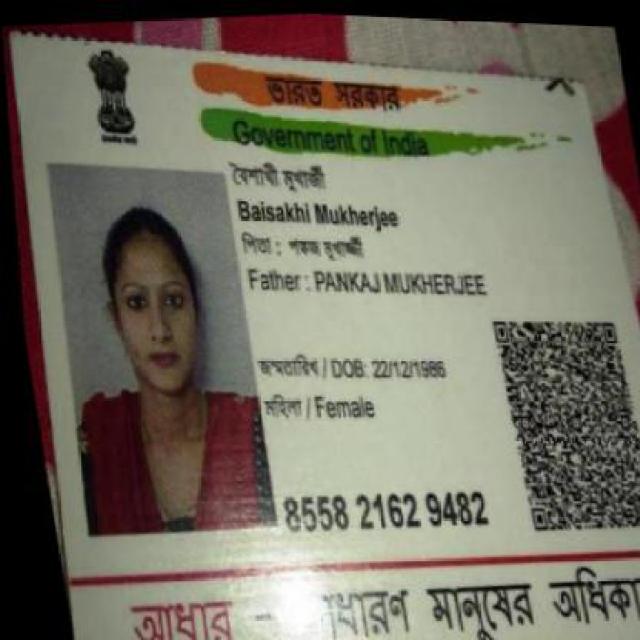 ভারত সরকার
Government of India
বৈশাখী মুখার্জী
Baisakhi Mukherjee
পিতা : পঙ্কজ মুখার্জী
Father : PANKAJ MUKHERJEE
জন্মতারিখ / DOB: 22/12/1986
মহিলা / Female
8558 2162 9482
আধার - সাধারণ মানুষের অধিকার